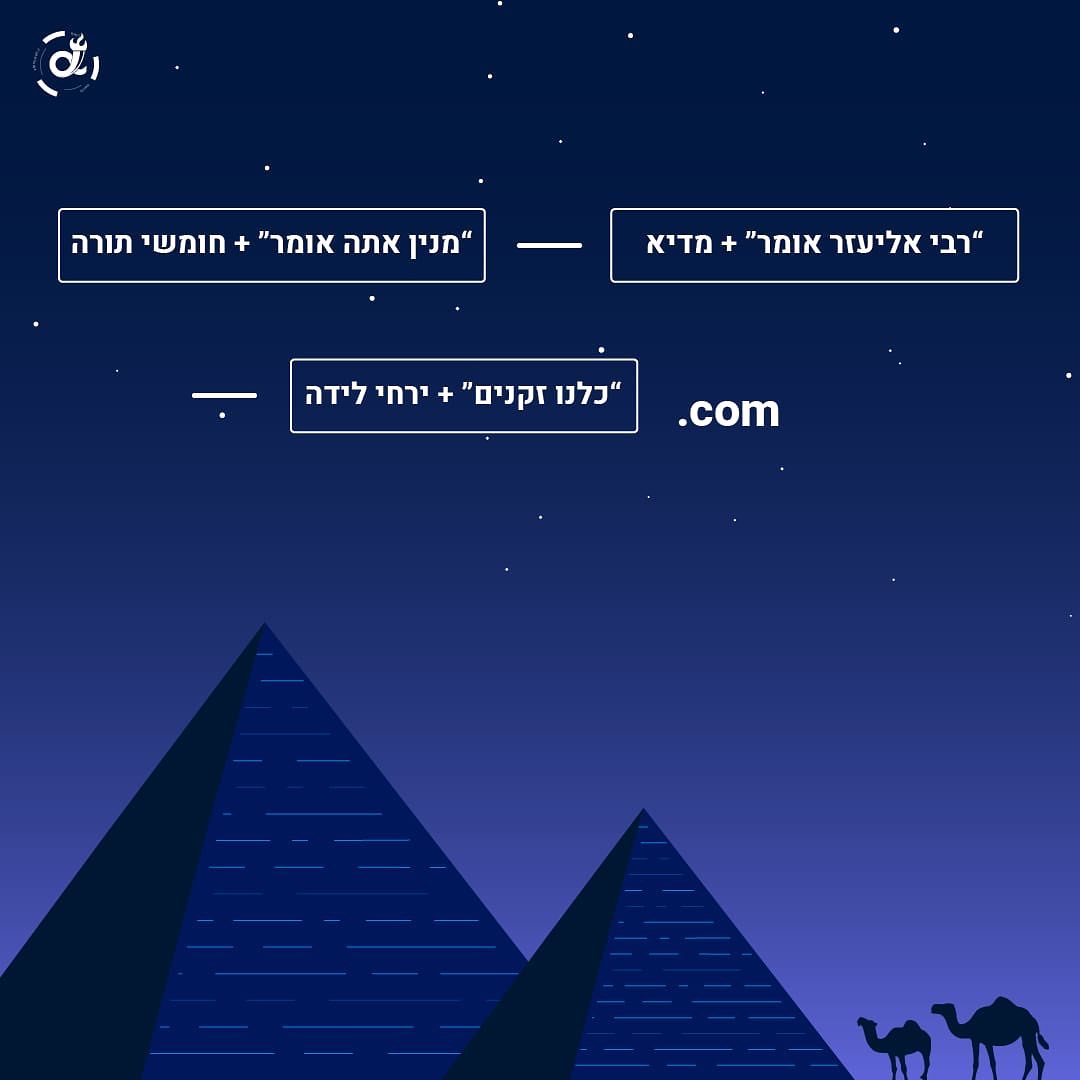 “רבי אליעזר אומר” + מדיא — “מנין אתה אומר” + חומשי תורה
— “כלנו זקנים” + ירחי לידה .com